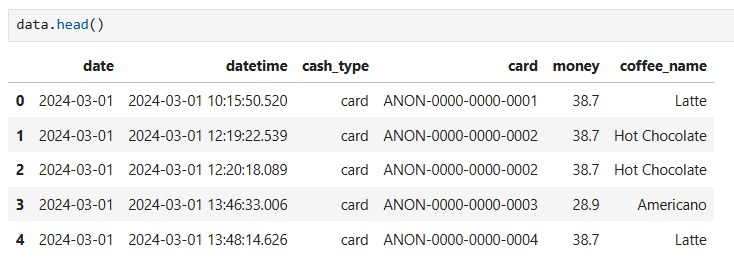 data.head()
date datetime cash_type card money coffee_name
0 2024-03-01 2024-03-01 10:15:50.520 card ANON-0000-0000-0001 38.7 Latte
1 2024-03-01 2024-03-01 12:19:22.539 card ANON-0000-0000-0002 38.7 Hot Chocolate
2 2024-03-01 2024-03-01 12:20:18.089 card ANON-0000-0000-0002 38.7 Hot Chocolate
3 2024-03-01 2024-03-01 13:46:33.006 card ANON-0000-0000-0003 28.9 Americano
4 2024-03-01 2024-03-01 13:48:14.626 card ANON-0000-0000-0004 38.7 Latte